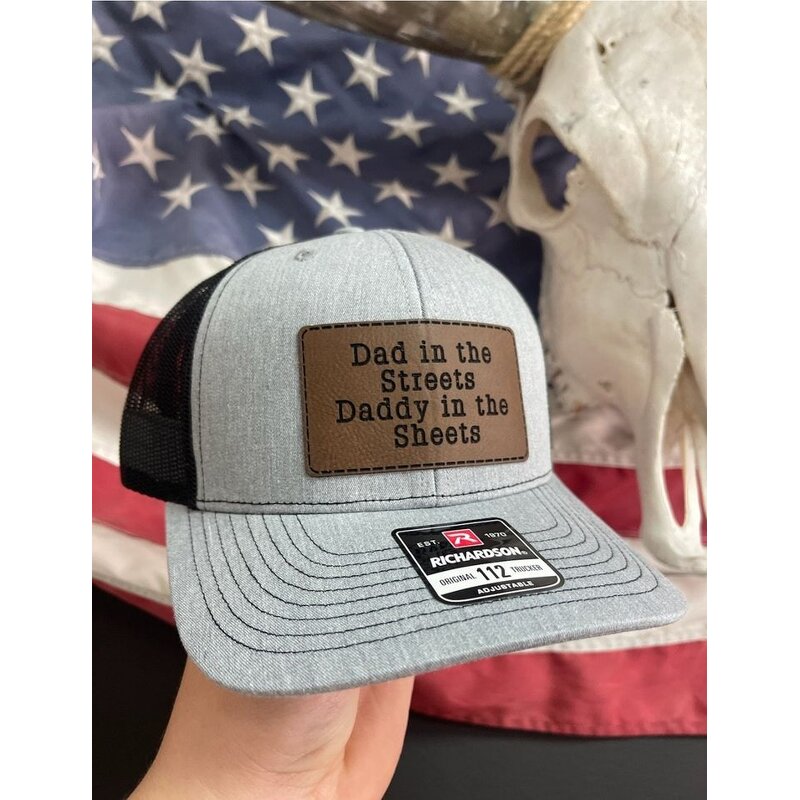 Dad in the
Streets
Daddy in the
Sheets
EST. R 1970
RICHARDSON®
ORIGINAL 112 TRUCKER
ADJUSTABLE